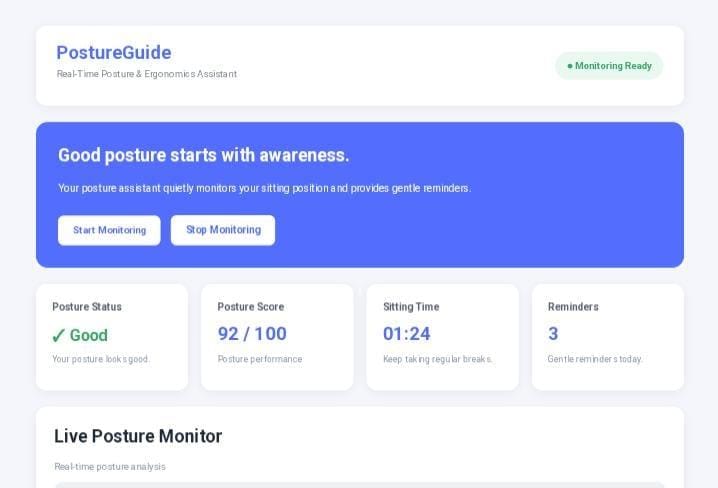 PostureGuide
Real-Time Posture & Ergonomics Assistant
● Monitoring Ready
Good posture starts with awareness.
Your posture assistant quietly monitors your sitting position and provides gentle reminders.
Start Monitoring
Stop Monitoring
Posture Status
✓ Good
Your posture looks good.
Posture Score
92 / 100
Posture performance
Sitting Time
01:24
Keep taking regular breaks.
Reminders
3
Gentle reminders today.
Live Posture Monitor
Real-time posture analysis